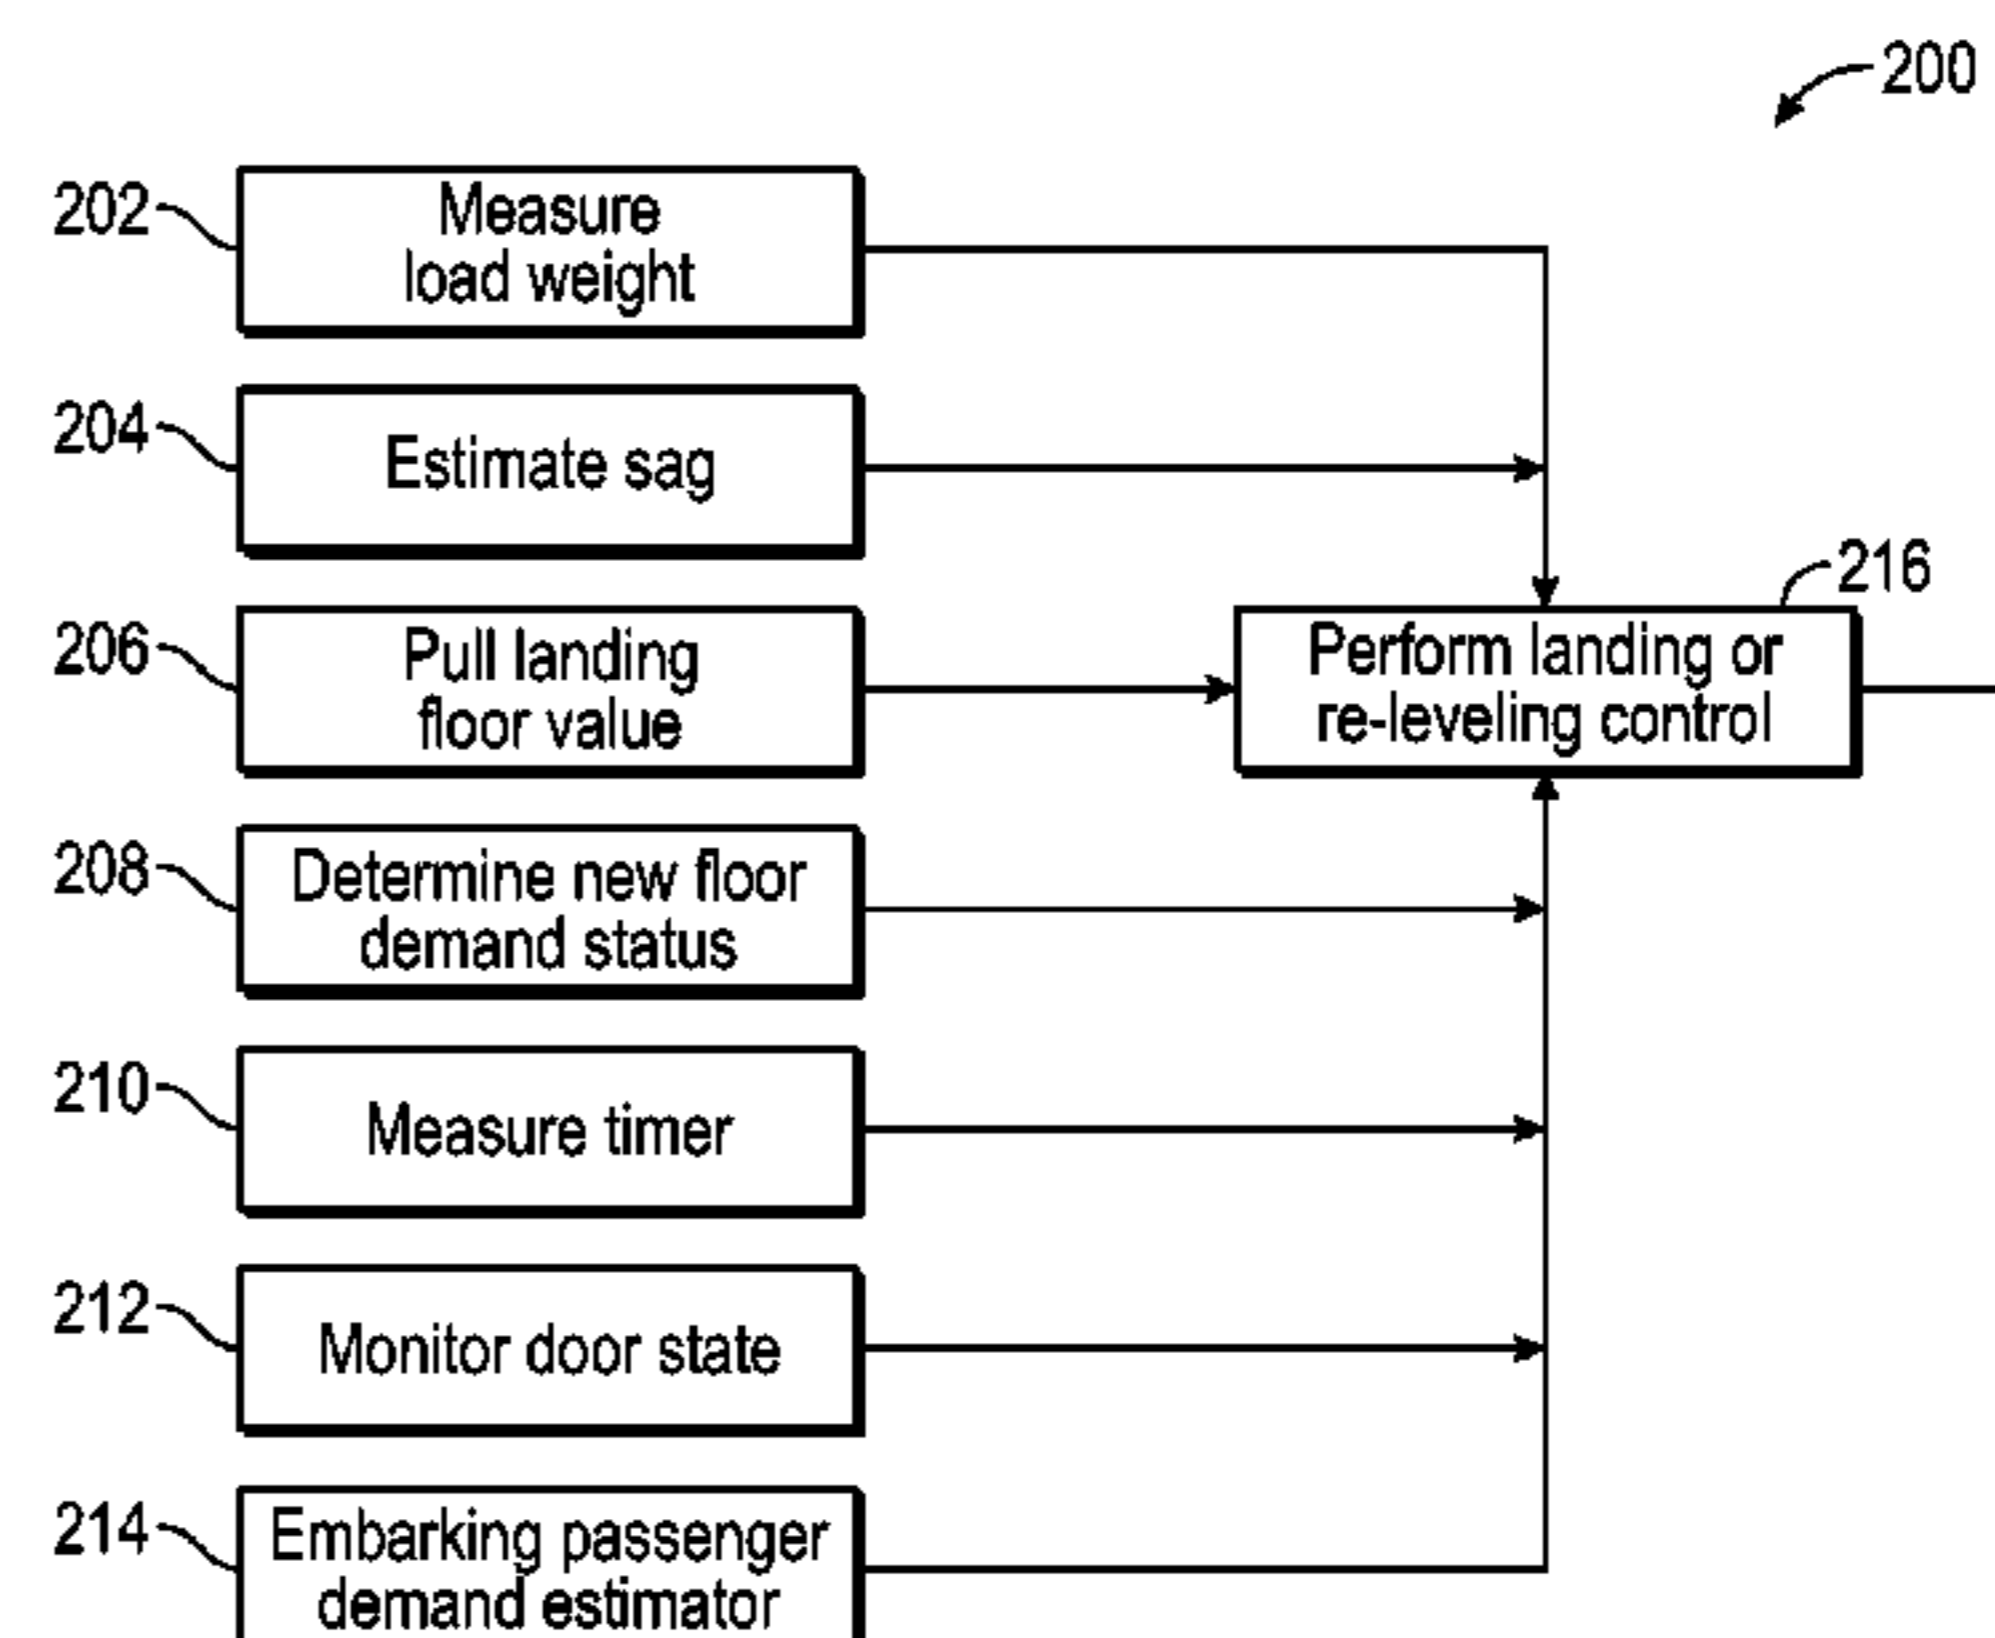 200
202
Measure
load weight
204
Estimate sag
206
Pull landing
floor value
216
Perform landing or
re-leveling control
208
Determine new floor
demand status
210
Measure timer
212
Monitor door state
214
Embarking passenger
demand estimator